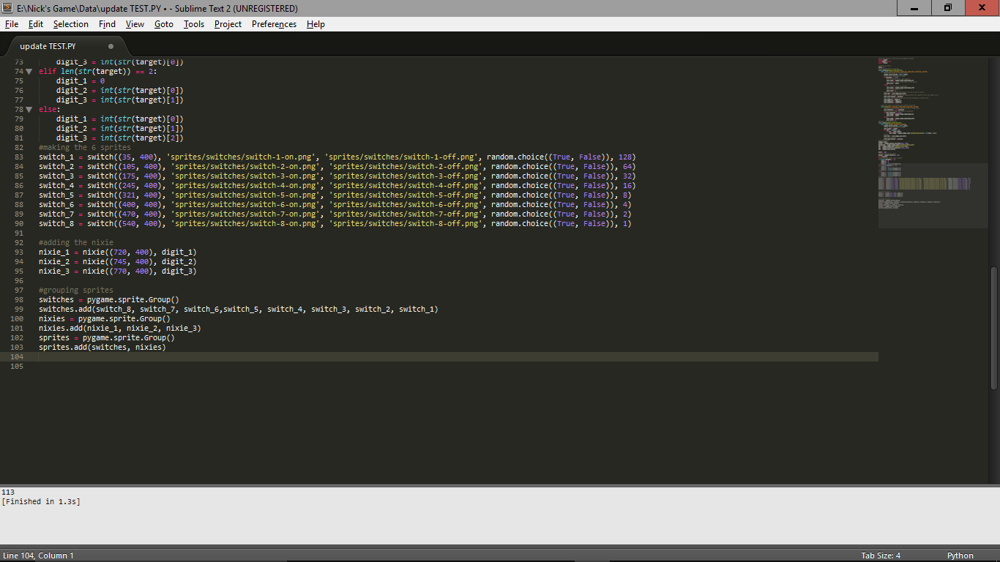 E:\Nick's Game\Data\update TEST.PY • - Sublime Text 2 (UNREGISTERED)
File Edit Selection Find View Goto Tools Project Preferences Help
update TEST.PY
73 digit_3 = int(str(target)[0])
74 elif len(str(target)) == 2:
75 digit_1 = 0
76 digit_2 = int(str(target)[0])
77 digit_3 = int(str(target)[1])
78 else:
79 digit_1 = int(str(target)[0])
80 digit_2 = int(str(target)[1])
81 digit_3 = int(str(target)[2])
82 #making the 6 sprites
83 switch_1 = switch((35, 400), 'sprites/switches/switch-1-on.png', 'sprites/switches/switch-1-off.png', random.choice((True, False)), 128)
84 switch_2 = switch((105, 400), 'sprites/switches/switch-2-on.png', 'sprites/switches/switch-2-off.png', random.choice((True, False)), 64)
85 switch_3 = switch((175, 400), 'sprites/switches/switch-3-on.png', 'sprites/switches/switch-3-off.png', random.choice((True, False)), 32)
86 switch_4 = switch((245, 400), 'sprites/switches/switch-4-on.png', 'sprites/switches/switch-4-off.png', random.choice((True, False)), 16)
87 switch_5 = switch((321, 400), 'sprites/switches/switch-5-on.png', 'sprites/switches/switch-5-off.png', random.choice((True, False)), 8)
88 switch_6 = switch((400, 400), 'sprites/switches/switch-6-on.png', 'sprites/switches/switch-6-off.png', random.choice((True, False)), 4)
89 switch_7 = switch((470, 400), 'sprites/switches/switch-7-on.png', 'sprites/switches/switch-7-off.png', random.choice((True, False)), 2)
90 switch_8 = switch((540, 400), 'sprites/switches/switch-8-on.png', 'sprites/switches/switch-8-off.png', random.choice((True, False)), 1)
91
92 #adding the nixie
93 nixie_1 = nixie((720, 400), digit_1)
94 nixie_2 = nixie((745, 400), digit_2)
95 nixie_3 = nixie((770, 400), digit_3)
96
97 #grouping sprites
98 switches = pygame.sprite.Group()
99 switches.add(switch_8, switch_7, switch_6,switch_5, switch_4, switch_3, switch_2, switch_1)
100 nixies = pygame.sprite.Group()
101 nixies.add(nixie_1, nixie_2, nixie_3)
102 sprites = pygame.sprite.Group()
103 sprites.add(switches, nixies)
104
105
113
[Finished in 1.3s]
Line 104, Column 1 Tab Size: 4 Python